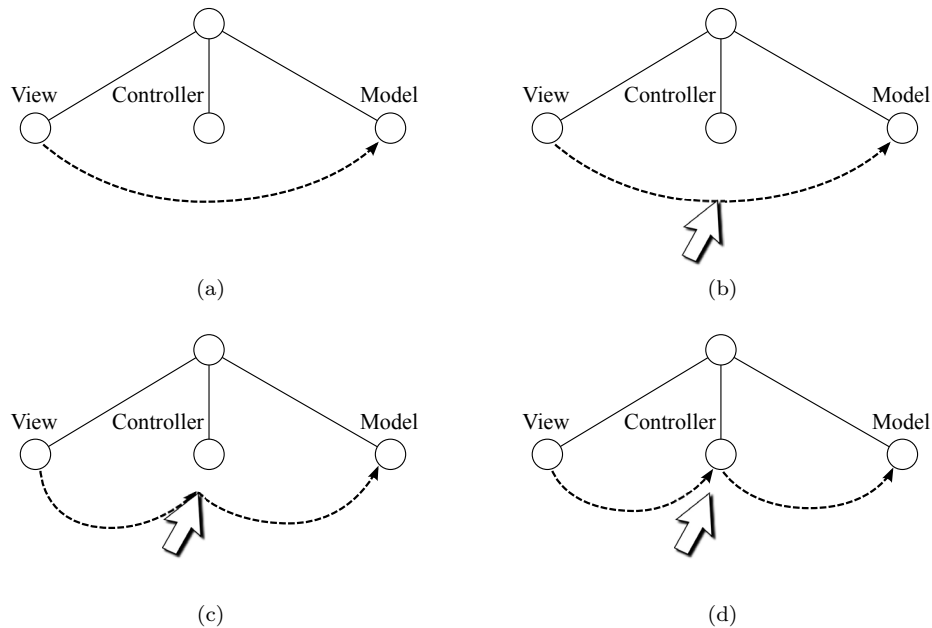 View
Controller
Model
(a)
View
Controller
Model
(b)
View
Controller
Model
(c)
View
Controller
Model
(d)